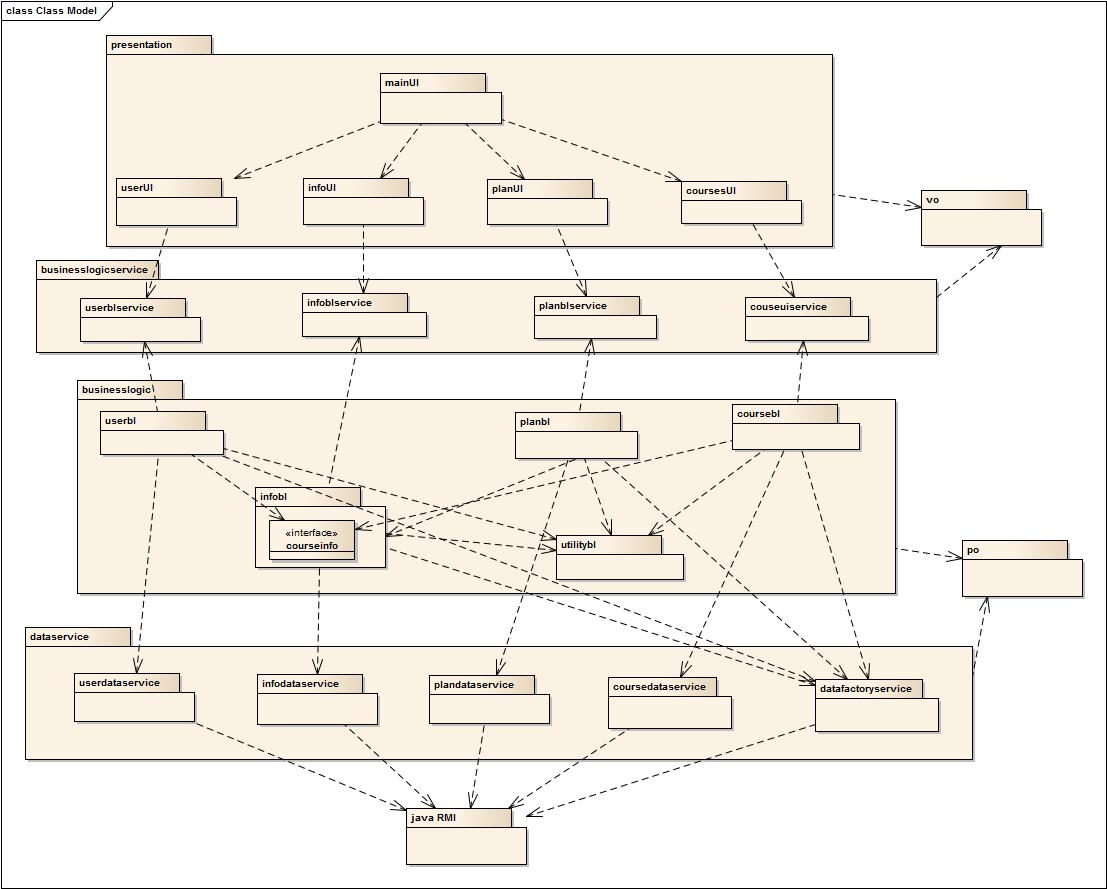 class Class Model
presentation
mainUI
userUI
infoUI
planUI
coursesUI
vo
businesslogicservice
userblservice
infoblservice
planblservice
couseuiservice
businesslogic
userbl
planbl
coursebl
infobl
«interface»
courseinfo
utilitybl
po
dataservice
userdataservice
infodataservice
plandataservice
coursedataservice
datafactoryservice
java RMI